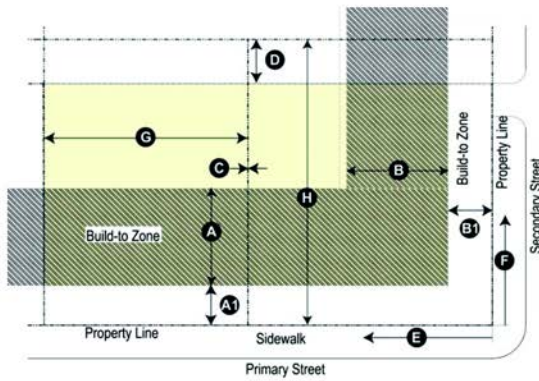 D
G
C
H
B
Build-to Zone
Property Line
Secondary Street
A
Build-to Zone
B1
F
A1
Property Line
Sidewalk
E
Primary Street